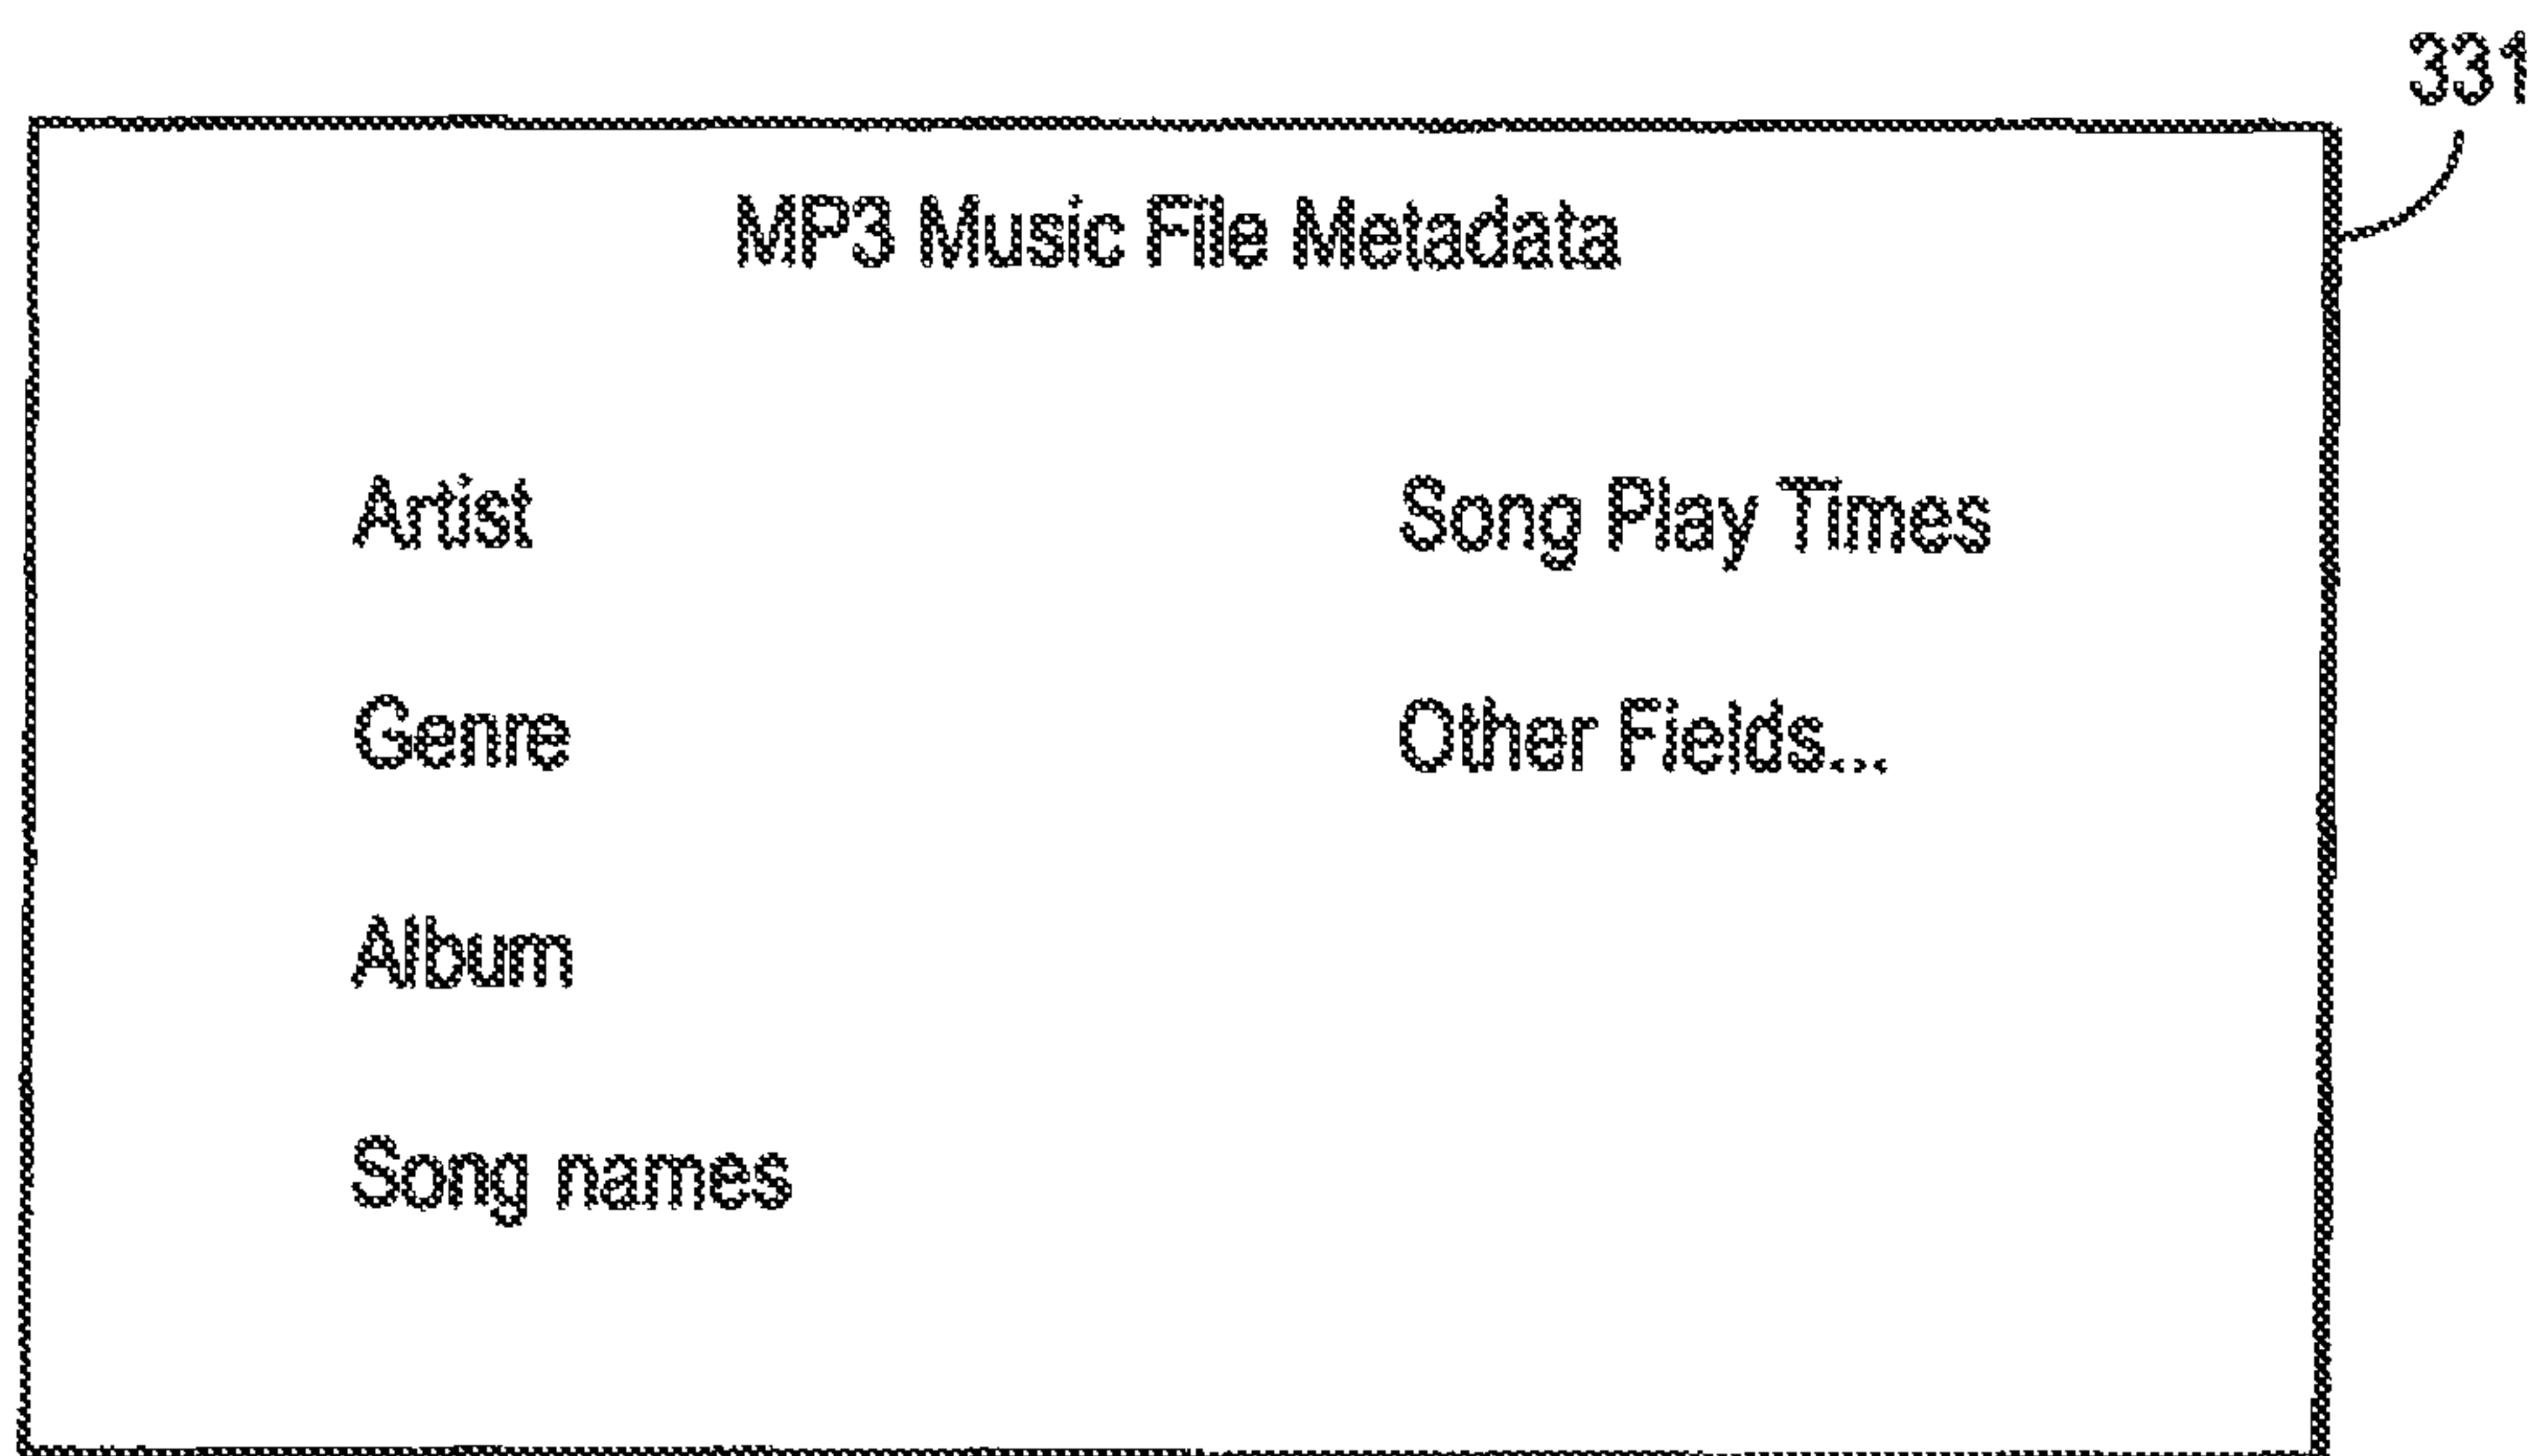 331
MP3 Music File Metadata
Artist
Genre
Album
Song names
Song Play Times
Other Fields...